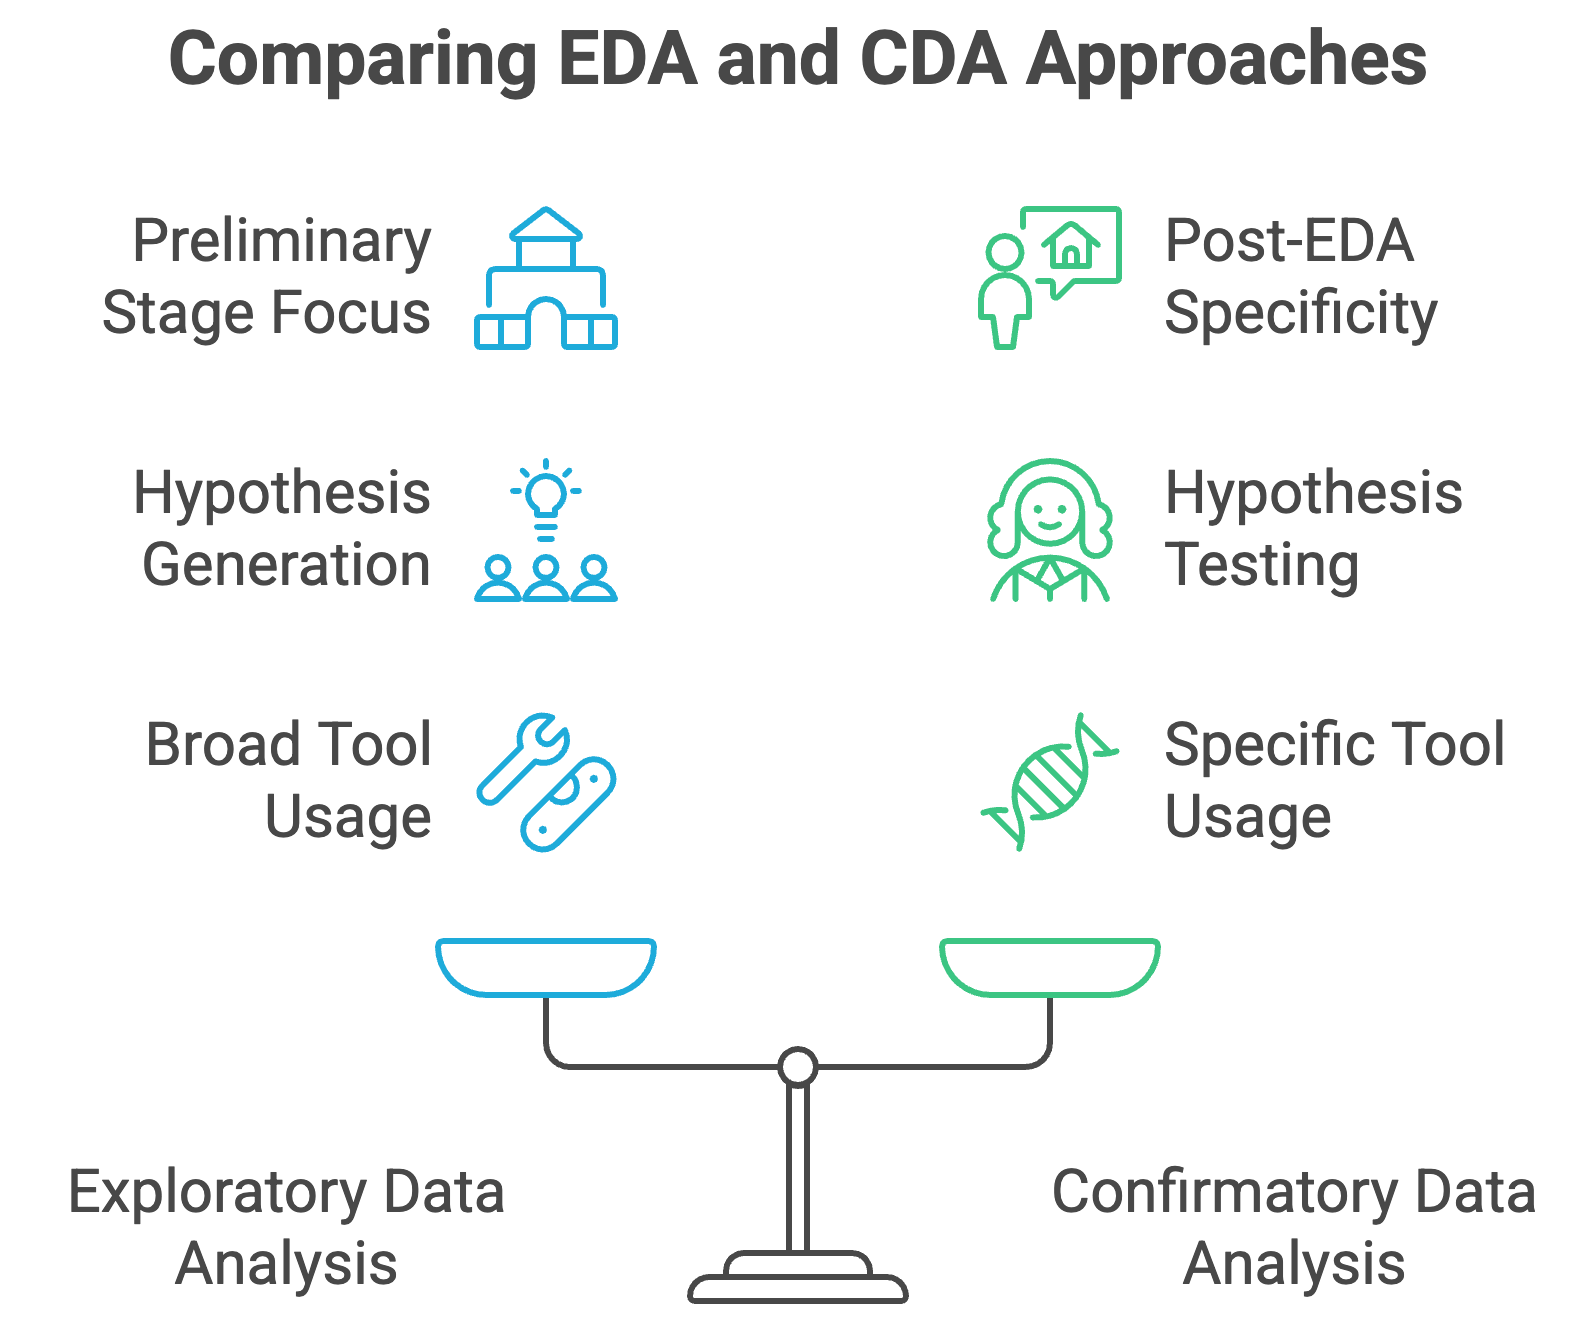 Comparing EDA and CDA Approaches
Preliminary
Stage Focus
Post-EDA
Specificity
Hypothesis
Generation
Hypothesis
Testing
Broad Tool
Usage
Specific Tool
Usage
Exploratory Data
Analysis
Confirmatory Data
Analysis